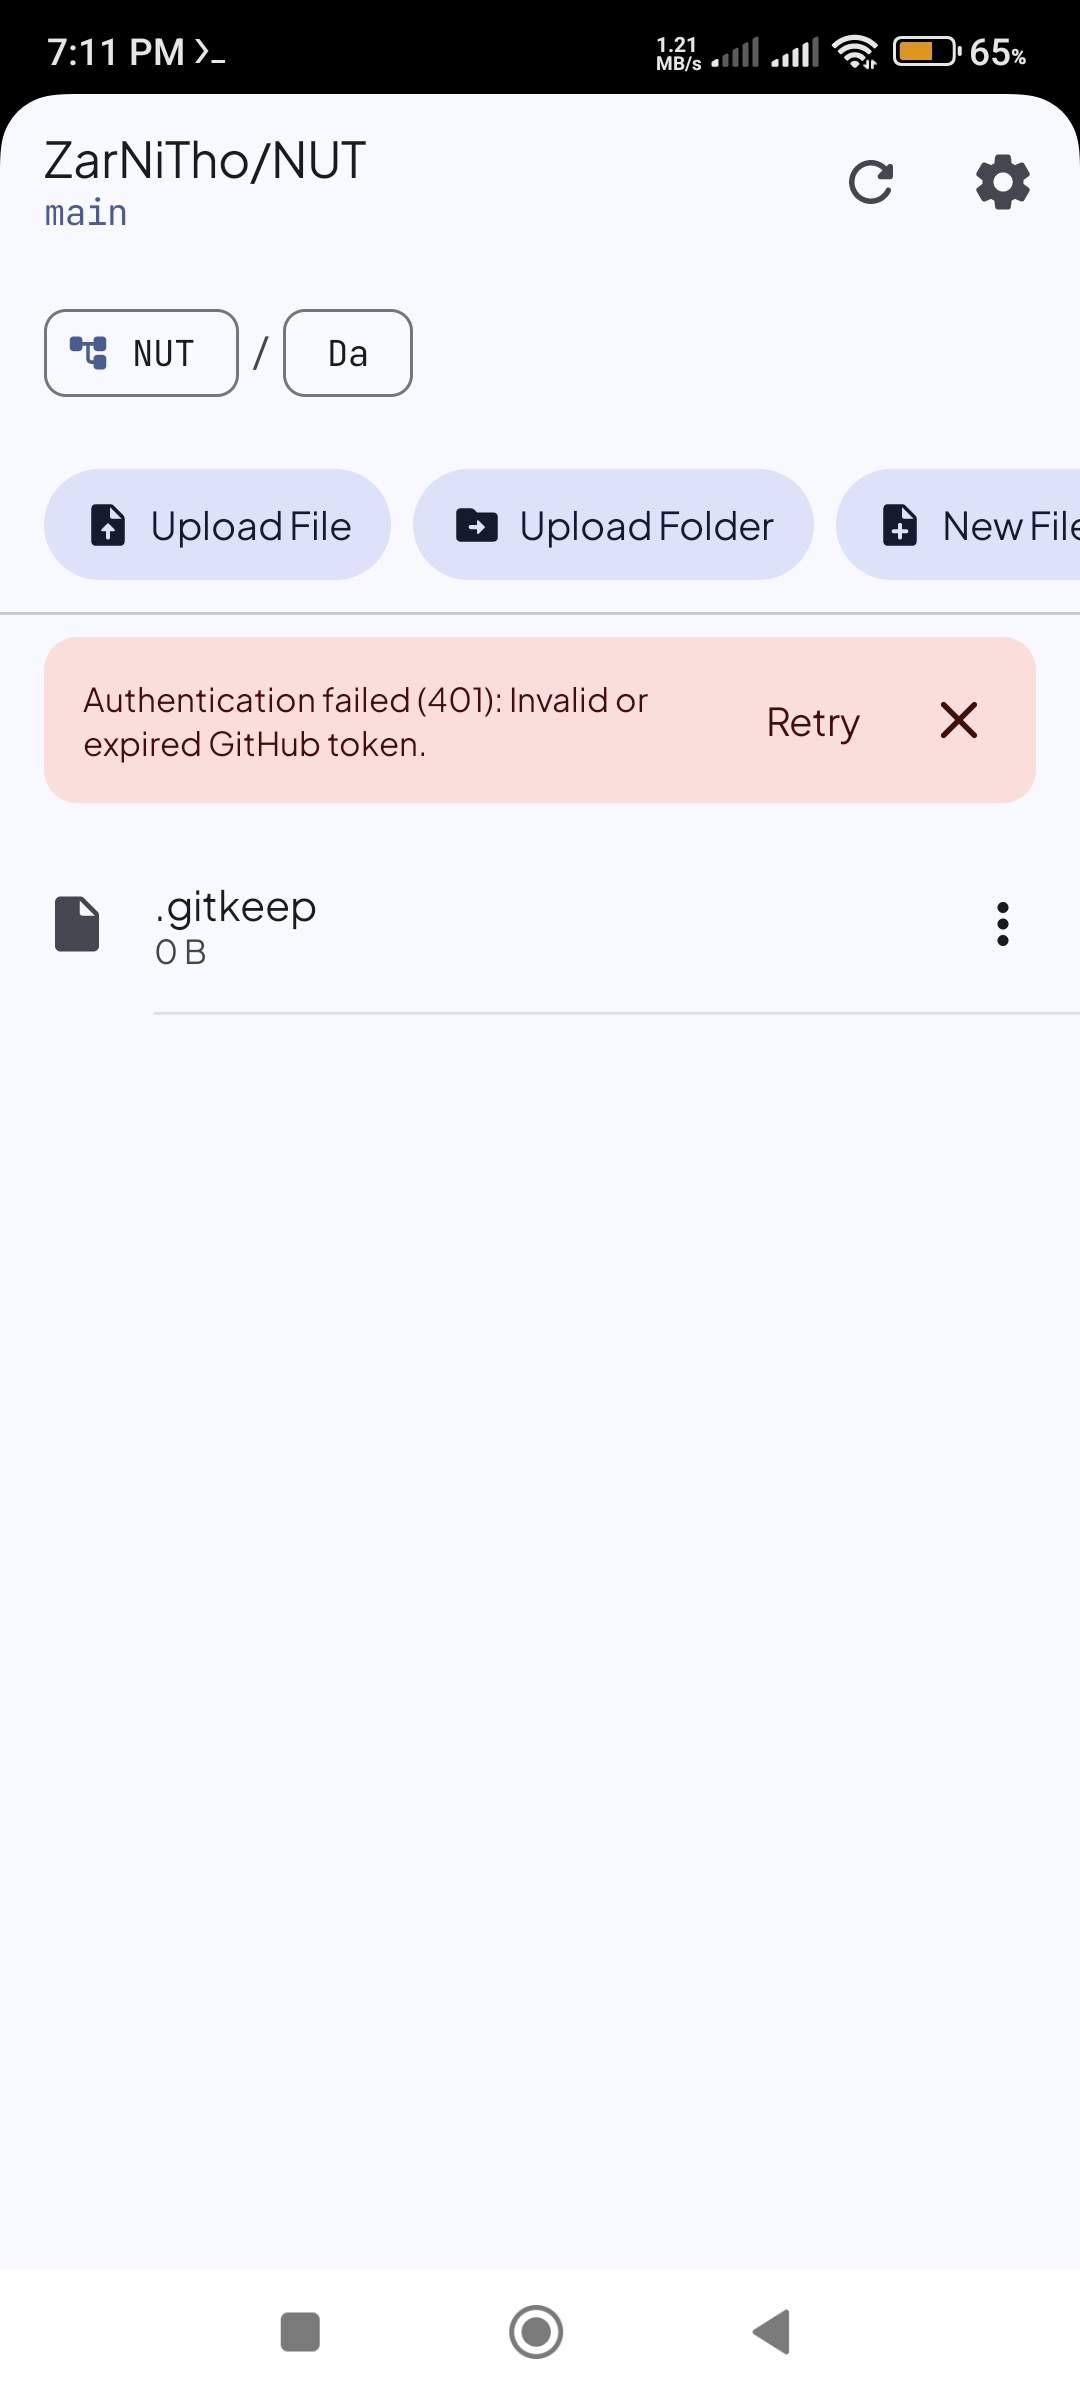 7:11 PM
1.21
MB/s
65%
ZarNiTho/NUT
main
NUT / Da
Upload File
Upload Folder
New File
Authentication failed (401): Invalid or
expired GitHub token.
Retry
.gitkeep
0 B